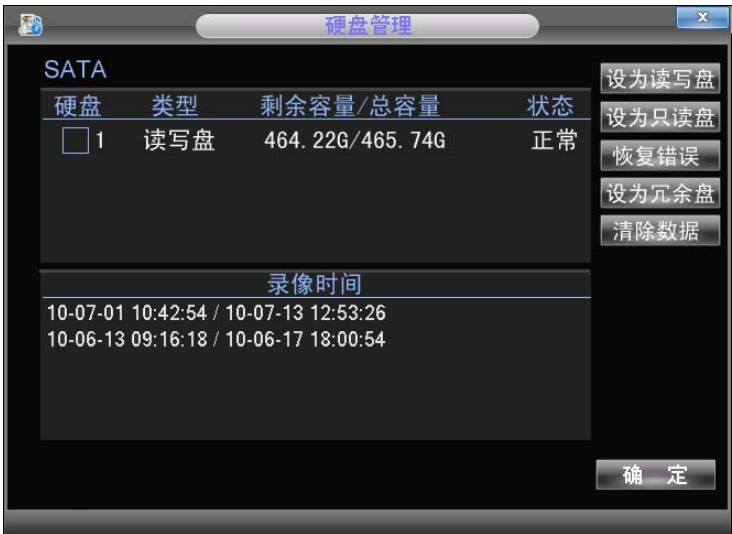 硬盘管理
x
SATA
硬盘 类型 剩余容量/总容量 状态
1 读写盘 464.22G/465.74G 正常
设为读写盘
设为只读盘
恢复错误
设为冗余盘
清除数据
录像时间
10-07-01 10:42:54 / 10-07-13 12:53:26
10-06-13 09:16:18 / 10-06-17 18:00:54
确 定